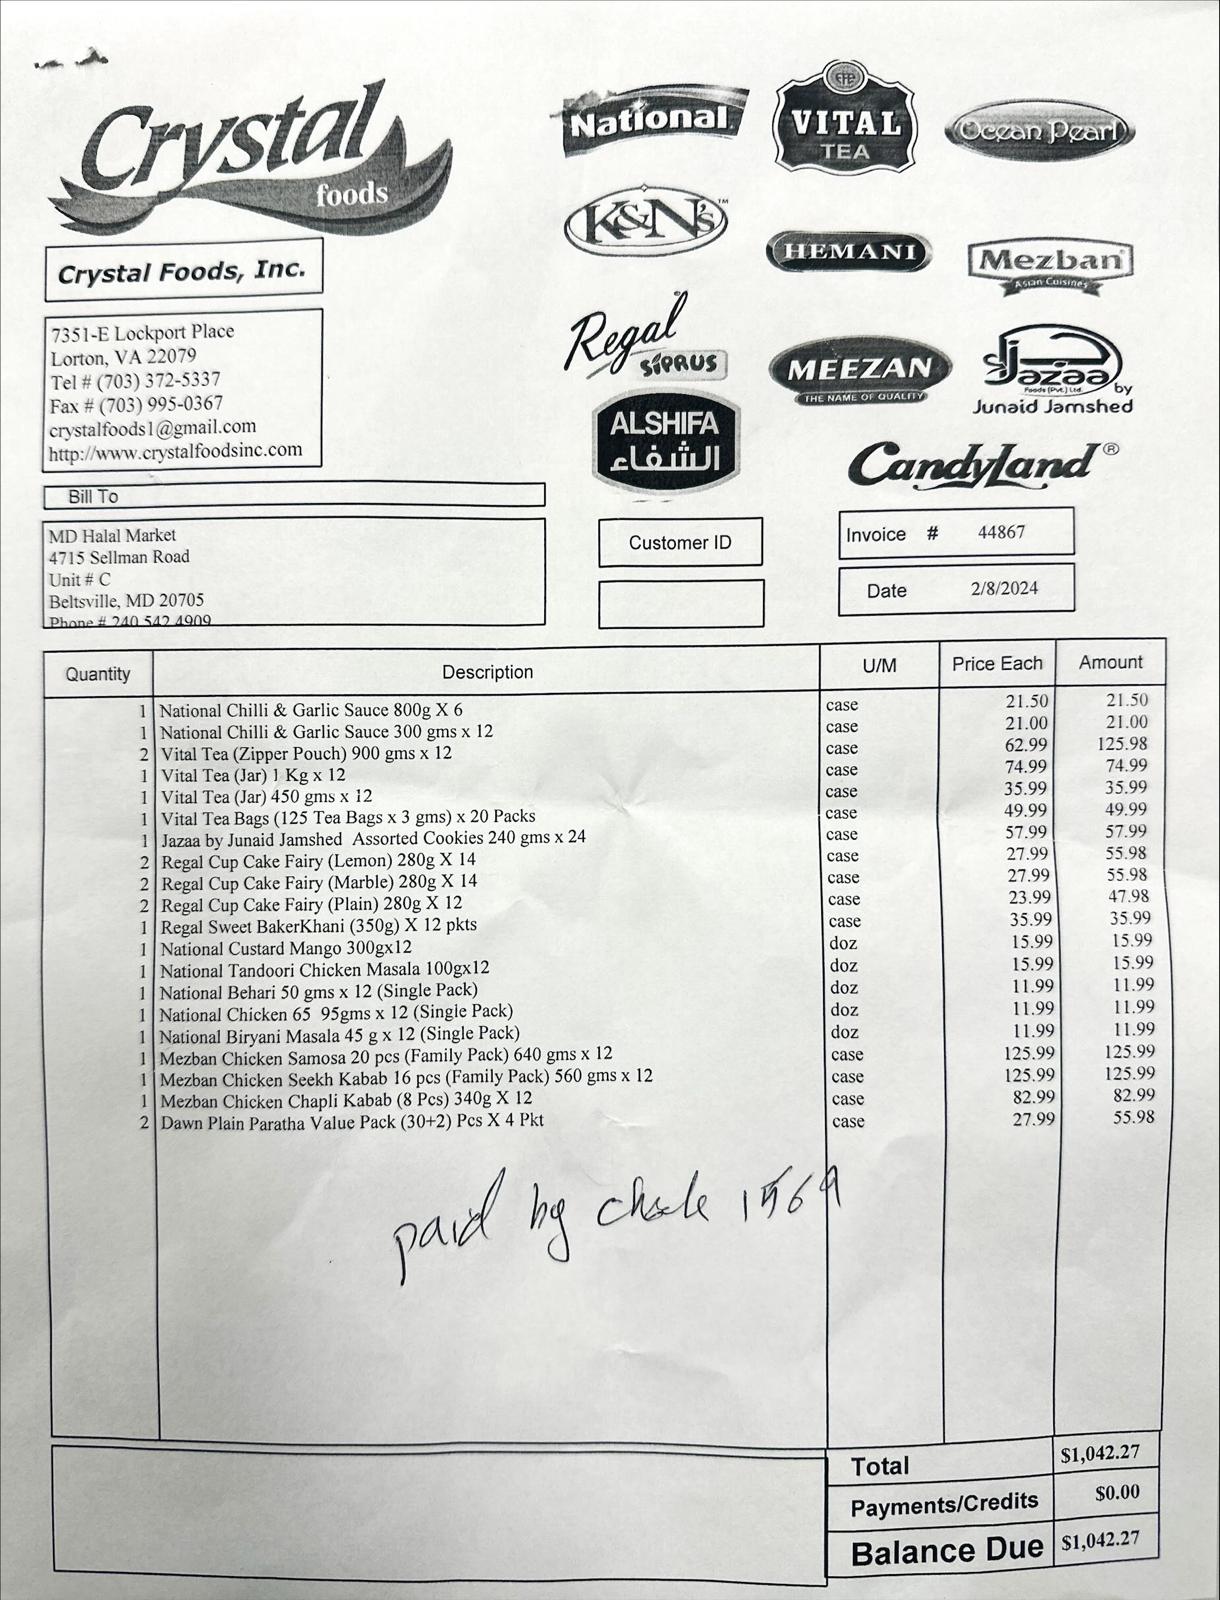 Crystal
foods
National
EFP
VITAL
TEA
Ocean Pearl
K&N's™
HEMANI
Mezban
Asian Cuisines
Regal
SiPRUS
MEEZAN
THE NAME OF QUALITY
Jazaa
Foods (Pvt.) Ltd.
by
Junaid Jamshed
ALSHIFA
الشفاء
CandyLand®
Crystal Foods, Inc.
7351-E Lockport Place
Lorton, VA 22079
Tel # (703) 372-5337
Fax # (703) 995-0367
crystalfoods1@gmail.com
http://www.crystalfoodsinc.com
Bill To
MD Halal Market
4715 Sellman Road
Unit # C
Beltsville, MD 20705
Phone # 240 542 4909
Customer ID
Invoice # 44867
Date 2/8/2024
Quantity Description U/M Price Each Amount
1 National Chilli & Garlic Sauce 800g X 6 case 21.50 21.50
1 National Chilli & Garlic Sauce 300 gms x 12 case 21.00 21.00
2 Vital Tea (Zipper Pouch) 900 gms x 12 case 62.99 125.98
1 Vital Tea (Jar) 1 Kg x 12 case 74.99 74.99
1 Vital Tea (Jar) 450 gms x 12 case 35.99 35.99
1 Vital Tea Bags (125 Tea Bags x 3 gms) x 20 Packs case 49.99 49.99
1 Jazaa by Junaid Jamshed Assorted Cookies 240 gms x 24 case 57.99 57.99
2 Regal Cup Cake Fairy (Lemon) 280g X 14 case 27.99 55.98
2 Regal Cup Cake Fairy (Marble) 280g X 14 case 27.99 55.98
2 Regal Cup Cake Fairy (Plain) 280g X 12 case 23.99 47.98
1 Regal Sweet BakerKhani (350g) X 12 pkts case 35.99 35.99
1 National Custard Mango 300gx12 doz 15.99 15.99
1 National Tandoori Chicken Masala 100gx12 doz 15.99 15.99
1 National Behari 50 gms x 12 (Single Pack) doz 11.99 11.99
1 National Chicken 65 95gms x 12 (Single Pack) doz 11.99 11.99
1 National Biryani Masala 45 g x 12 (Single Pack) doz 11.99 11.99
1 Mezban Chicken Samosa 20 pcs (Family Pack) 640 gms x 12 case 125.99 125.99
1 Mezban Chicken Seekh Kabab 16 pcs (Family Pack) 560 gms x 12 case 125.99 125.99
1 Mezban Chicken Chapli Kabab (8 Pcs) 340g X 12 case 82.99 82.99
2 Dawn Plain Paratha Value Pack (30+2) Pcs X 4 Pkt case 27.99 55.98
paid by check 1569
Total $1,042.27
Payments/Credits $0.00
Balance Due $1,042.27